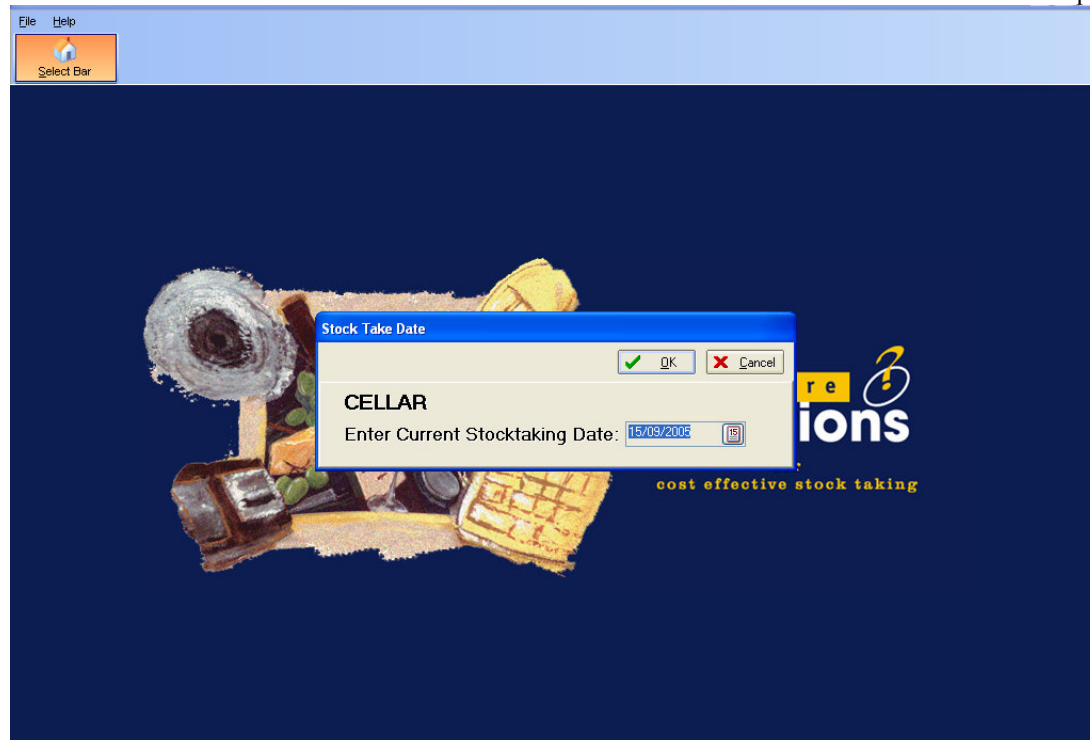 File Help
Select Bar
Stock Take Date
OK Cancel
CELLAR
Enter Current Stocktaking Date: 15/09/2005 15
re ?
ions
cost effective stock taking